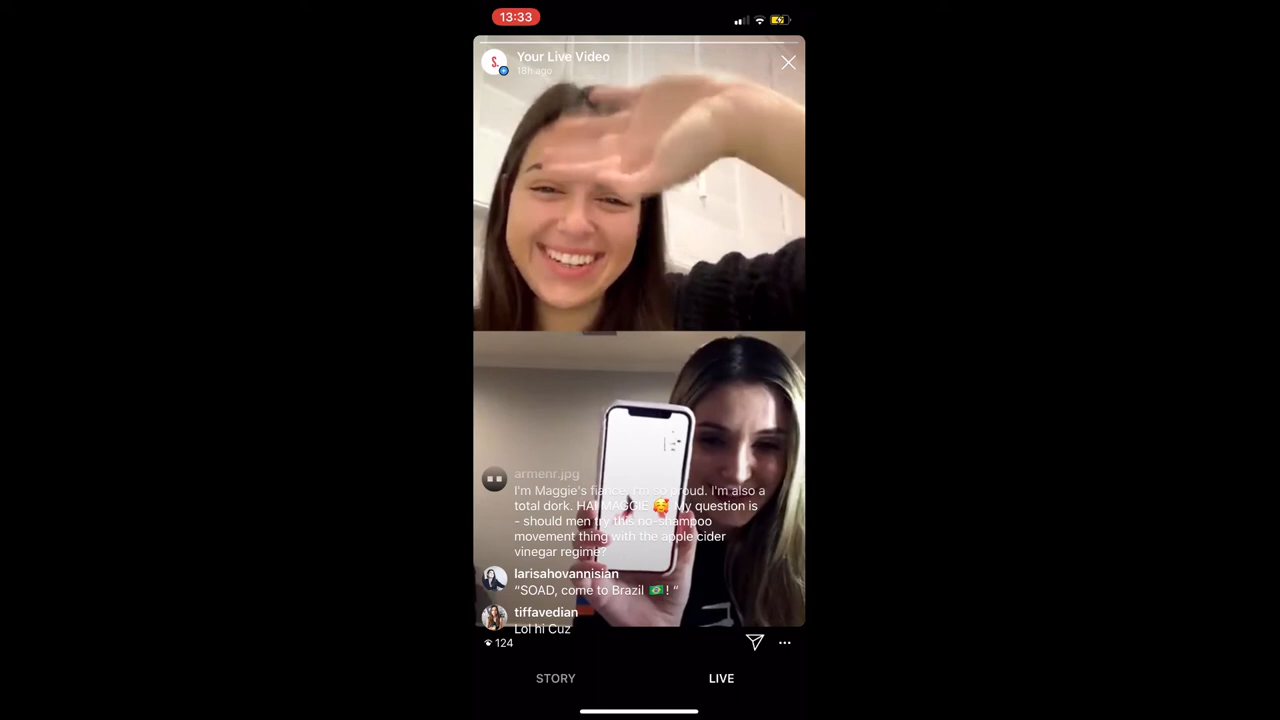 13:33
S.
Your Live Video
18h ago
armenr.jpg
I'm Maggie's fiance. I'm so proud. I'm also a
total dork. HAI MAGGIE 🥰 My question is
- should men try this no-shampoo
movement thing with the apple cider
vinegar regime?
larisahovannisian
“SOAD, come to Brazil 🇧🇷! “
tiffavedian
Lol hi Cuz
124
STORY
LIVE